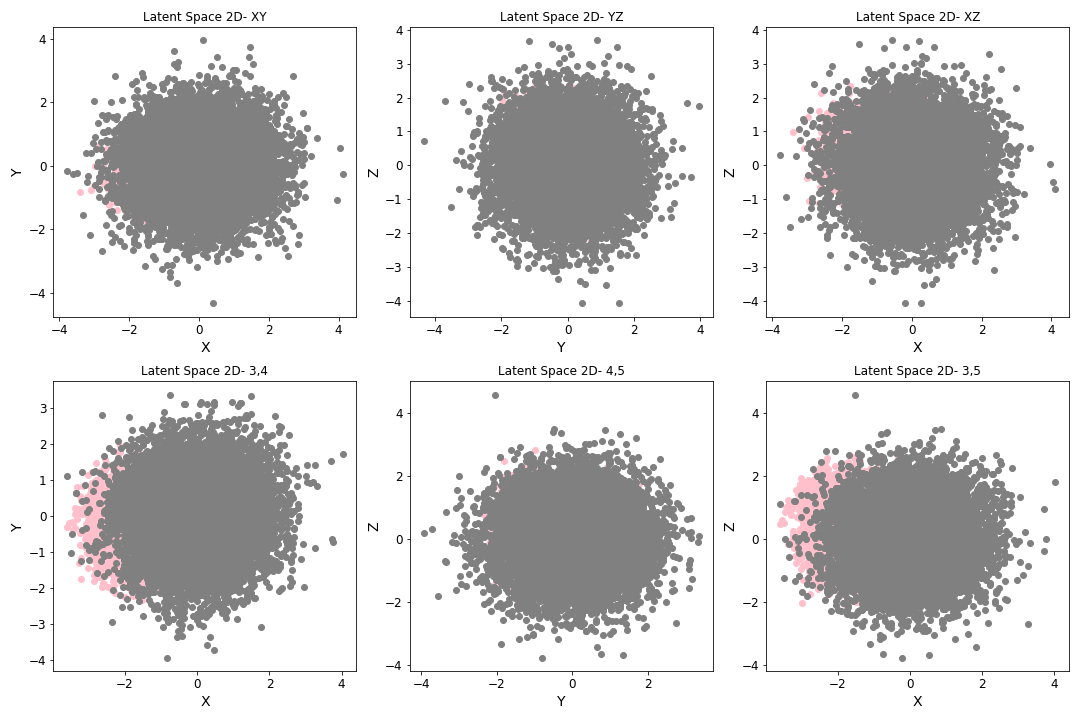 Latent Space 2D- XY
Latent Space 2D- YZ
Latent Space 2D- XZ
4
2
0
−2
−4
Y
−4 −2 0 2 4
X
4
3
2
1
0
−1
−2
−3
−4
Z
−4 −2 0 2 4
Y
4
3
2
1
0
−1
−2
−3
−4
Z
−4 −2 0 2 4
X
Latent Space 2D- 3,4
Latent Space 2D- 4,5
Latent Space 2D- 3,5
3
2
1
0
−1
−2
−3
−4
Y
−2 0 2 4
X
4
2
0
−2
−4
Z
−4 −2 0 2
Y
4
2
0
−2
−4
Z
−2 0 2 4
X